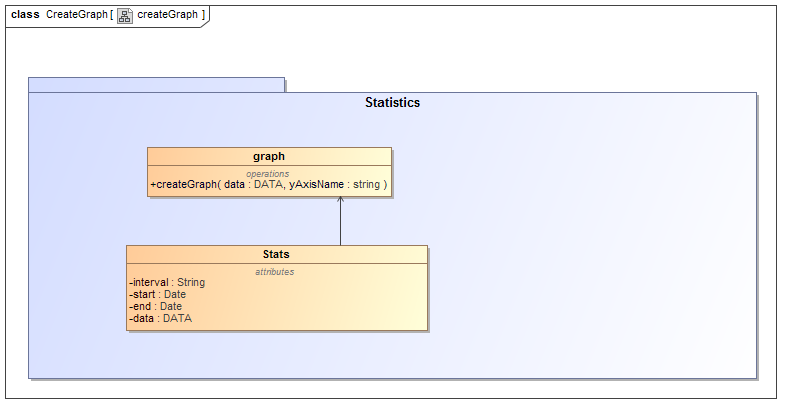 class CreateGraph [ createGraph ]
Statistics
graph
operations
+createGraph( data : DATA, yAxisName : string )
Stats
attributes
-interval : String
-start : Date
-end : Date
-data : DATA